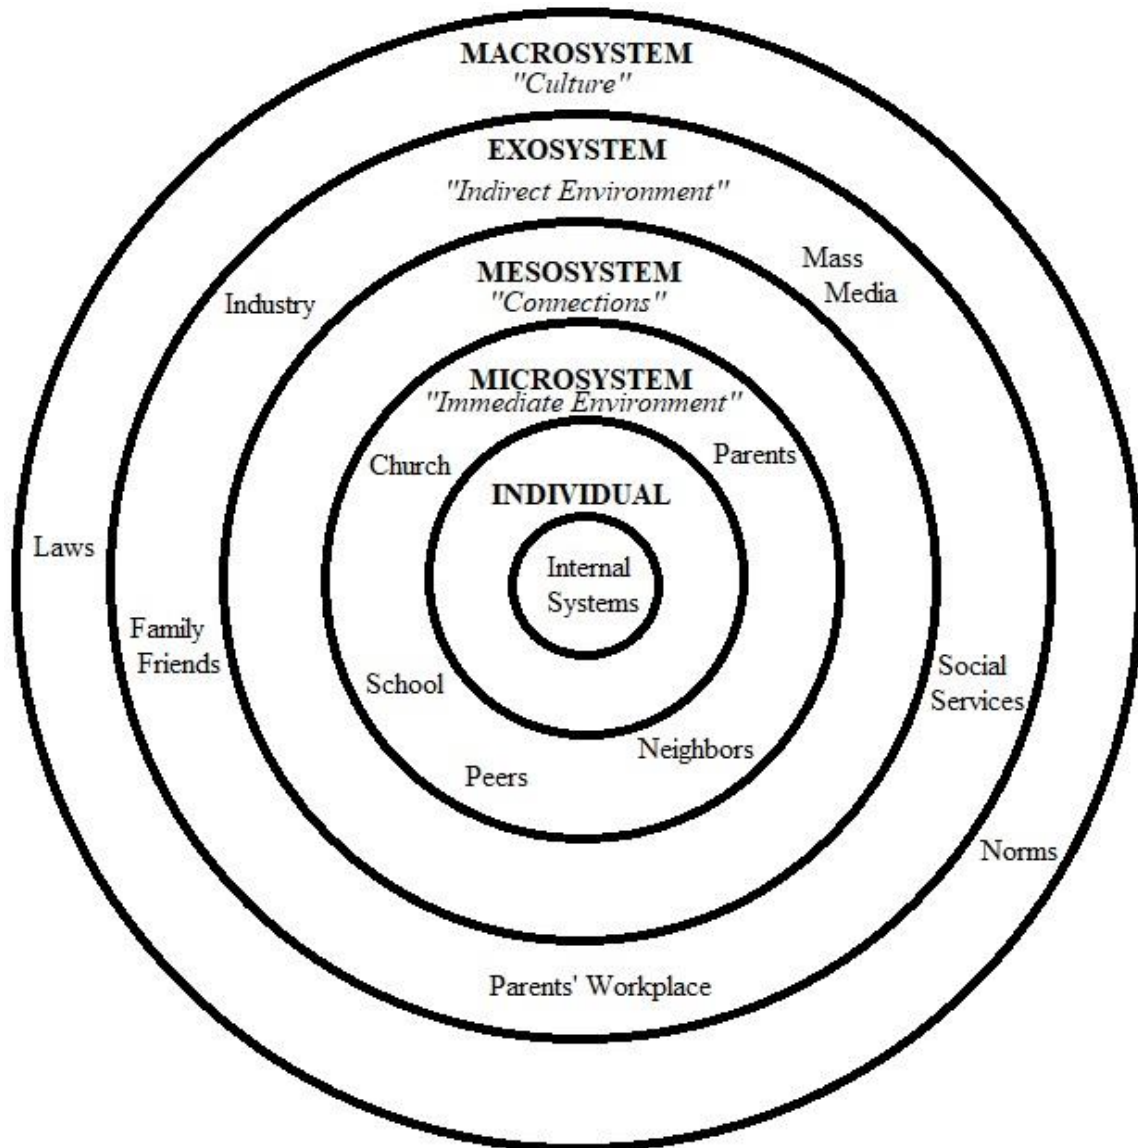 MACROSYSTEM
"Culture"
EXOSYSTEM
"Indirect Environment"
Mass
Media
Industry
MESOSYSTEM
"Connections"
MICROSYSTEM
"Immediate Environment"
Church
Parents
INDIVIDUAL
Internal
Systems
Laws
Family
Friends
School
Social
Services
Neighbors
Peers
Norms
Parents' Workplace